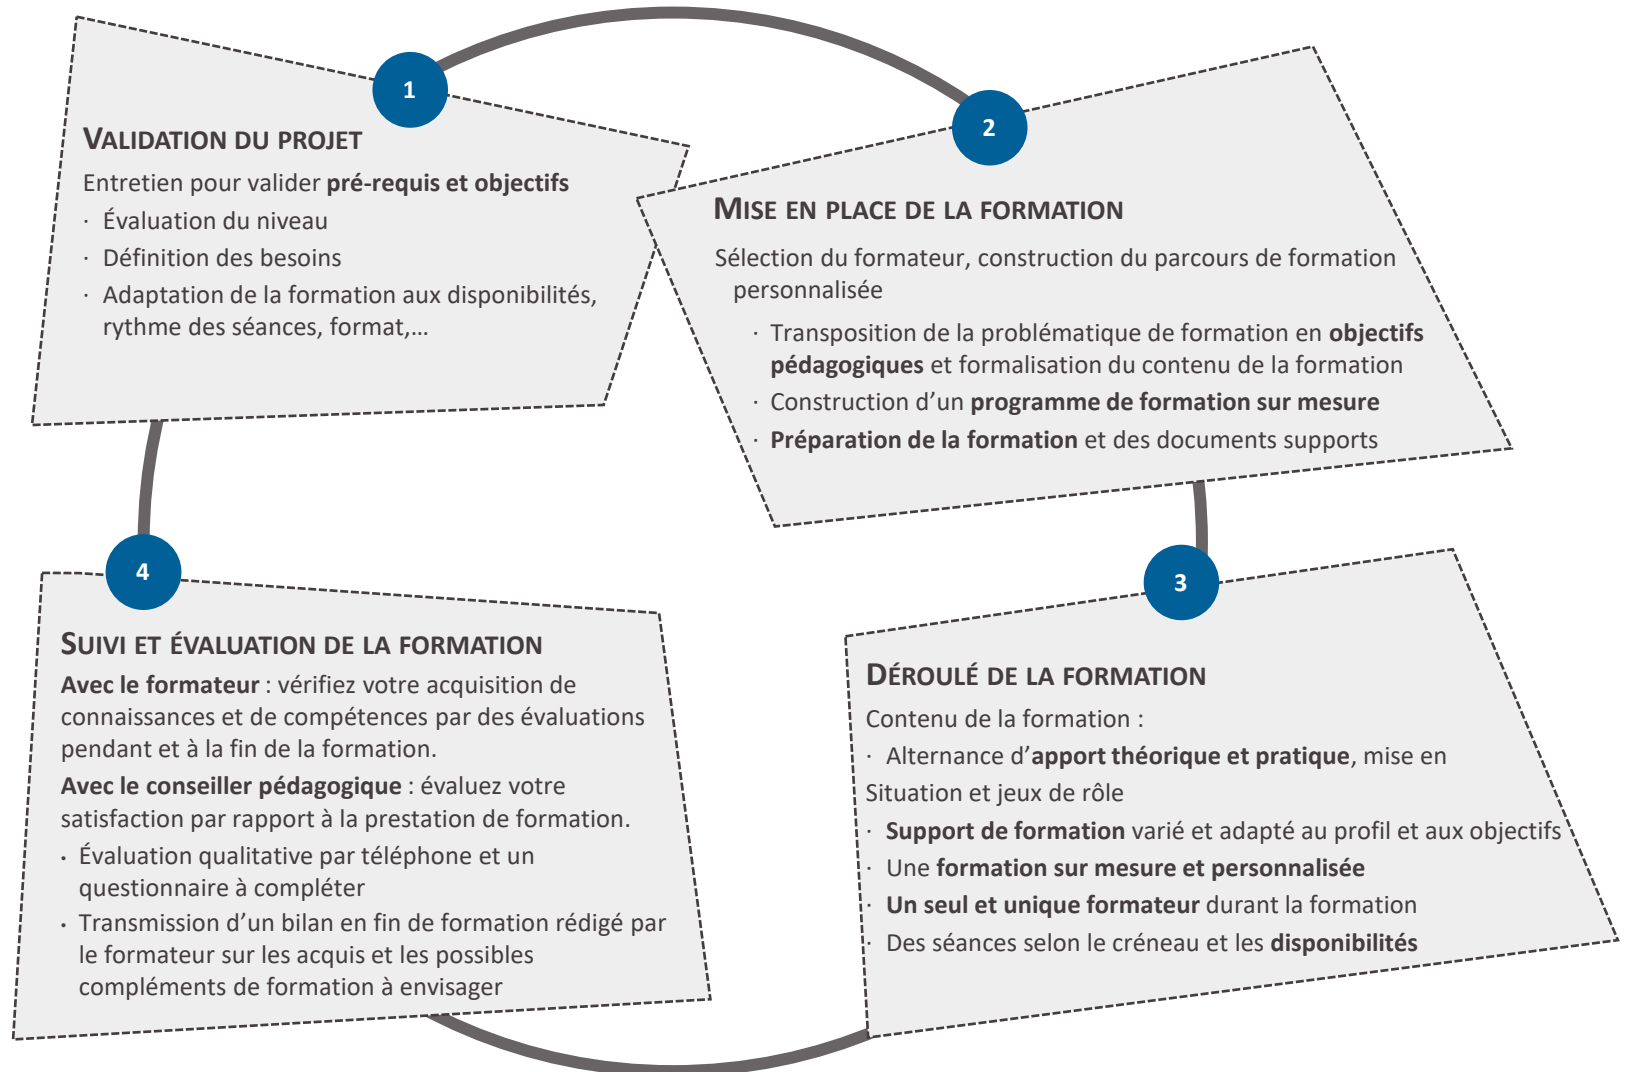 1
VALIDATION DU PROJET
Entretien pour valider pré-requis et objectifs
· Évaluation du niveau
· Définition des besoins
· Adaptation de la formation aux disponibilités,
rythme des séances, format,…
2
MISE EN PLACE DE LA FORMATION
Sélection du formateur, construction du parcours de formation
personnalisée
· Transposition de la problématique de formation en objectifs
pédagogiques et formalisation du contenu de la formation
· Construction d’un programme de formation sur mesure
· Préparation de la formation et des documents supports
3
DÉROULÉ DE LA FORMATION
Contenu de la formation :
· Alternance d’apport théorique et pratique, mise en
Situation et jeux de rôle
· Support de formation varié et adapté au profil et aux objectifs
· Une formation sur mesure et personnalisée
· Un seul et unique formateur durant la formation
· Des séances selon le créneau et les disponibilités
4
SUIVI ET ÉVALUATION DE LA FORMATION
Avec le formateur : vérifiez votre acquisition de
connaissances et de compétences par des évaluations
pendant et à la fin de la formation.
Avec le conseiller pédagogique : évaluez votre
satisfaction par rapport à la prestation de formation.
· Évaluation qualitative par téléphone et un
questionnaire à compléter
· Transmission d’un bilan en fin de formation rédigé par
le formateur sur les acquis et les possibles
compléments de formation à envisager